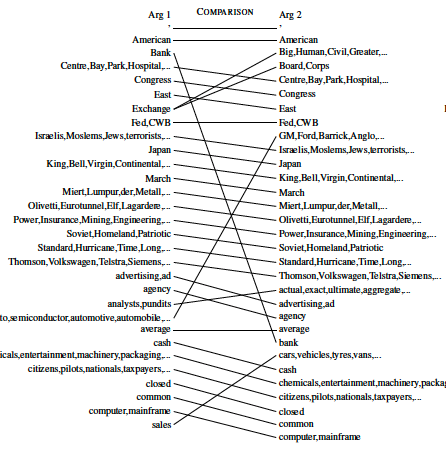 Arg 1 COMPARISON Arg 2
' '
American American
Bank Big,Human,Civil,Greater,...
Centre,Bay,Park,Hospital,... Board,Corps
Congress Centre,Bay,Park,Hospital,...
East Congress
Exchange East
Fed,CWB Fed,CWB
Israelis,Moslems,Jews,terrorists,... GM,Ford,Barrick,Anglo,...
Japan Israelis,Moslems,Jews,terrorists,...
King,Bell,Virgin,Continental,... Japan
March King,Bell,Virgin,Continental,...
Miert,Lumpur,der,Metall,... March
Olivetti,Eurotunnel,Elf,Lagardere,... Miert,Lumpur,der,Metall,...
Power,Insurance,Mining,Engineering,... Olivetti,Eurotunnel,Elf,Lagardere,...
Soviet,Homeland,Patriotic Power,Insurance,Mining,Engineering,...
Standard,Hurricane,Time,Long,... Soviet,Homeland,Patriotic
Thomson,Volkswagen,Telstra,Siemens,... Standard,Hurricane,Time,Long,...
advertising,ad Thomson,Volkswagen,Telstra,Siemens,...
agency actual,exact,ultimate,aggregate,...
analysts,pundits advertising,ad
to,semiconductor,automotive,automobile,... agency
average average
cash bank
icals,entertainment,machinery,packaging,... cars,vehicles,tyres,vans,...
citizens,pilots,nationals,taxpayers,... cash
closed chemicals,entertainment,machinery,packa
common citizens,pilots,nationals,taxpayers,...
computer,mainframe closed
sales common
computer,mainframe